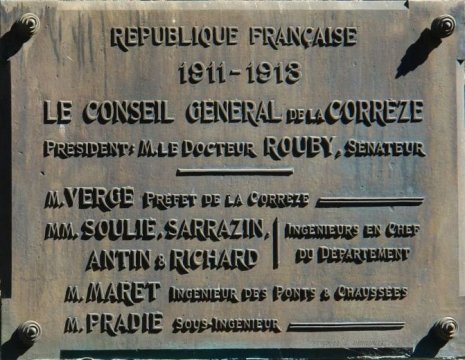 REPUBLIQUE FRANÇAISE
1911-1913
LE CONSEIL GENERAL DE LA CORREZE
PRESIDENT: M. LE DOCTEUR ROUBY, SENATEUR
M. VERGE PREFET DE LA CORREZE
MM. SOULIE, SARRAZIN, INGENIEURS EN CHEF
ANTIN & RICHARD DU DEPARTEMENT
M. MARET INGENIEUR DES PONTS & CHAUSSEES
M. PRADIE SOUS-INGENIEUR